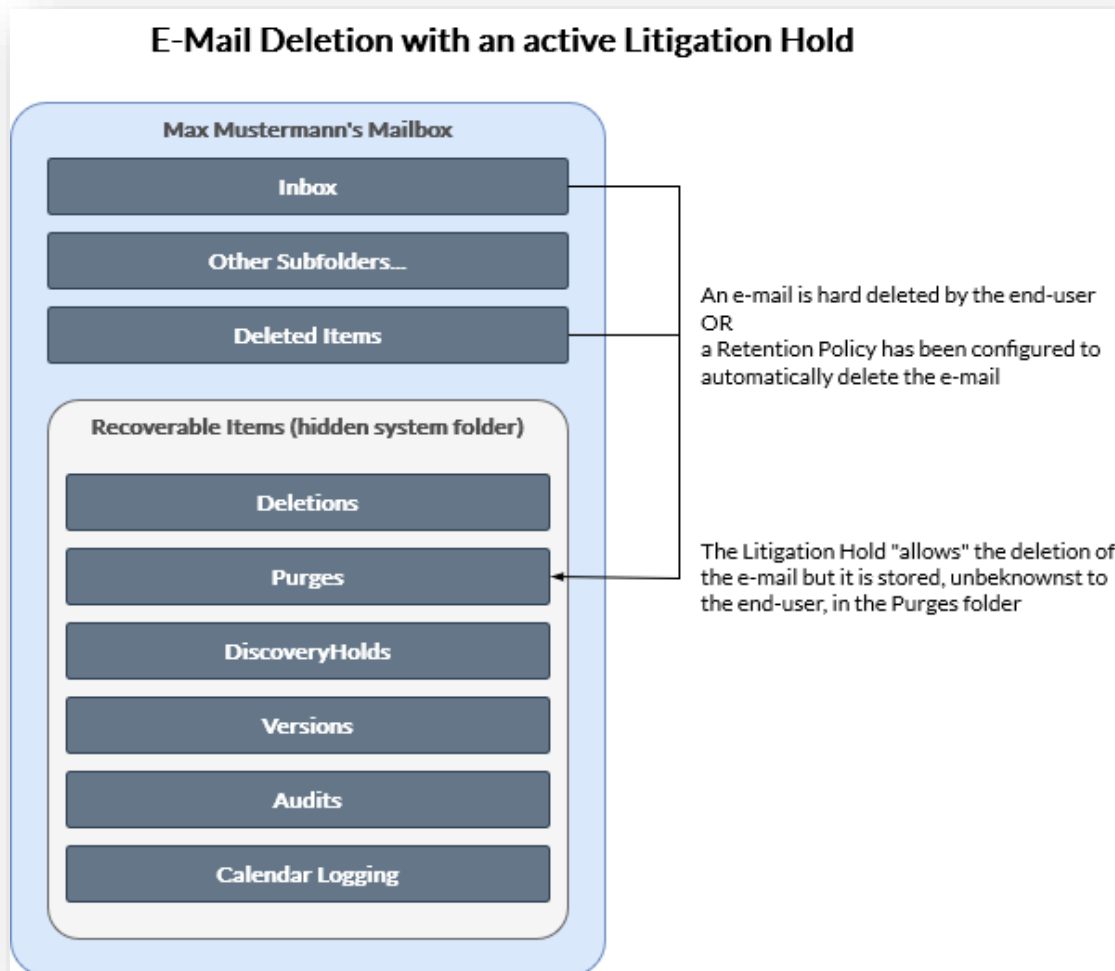 E-Mail Deletion with an active Litigation Hold
Max Mustermann's Mailbox
Inbox
Other Subfolders...
Deleted Items
An e-mail is hard deleted by the end-user
OR
a Retention Policy has been configured to
automatically delete the e-mail
Recoverable Items (hidden system folder)
Deletions
Purges
The Litigation Hold "allows" the deletion of
the e-mail but it is stored, unbeknownst to
the end-user, in the Purges folder
DiscoveryHolds
Versions
Audits
Calendar Logging